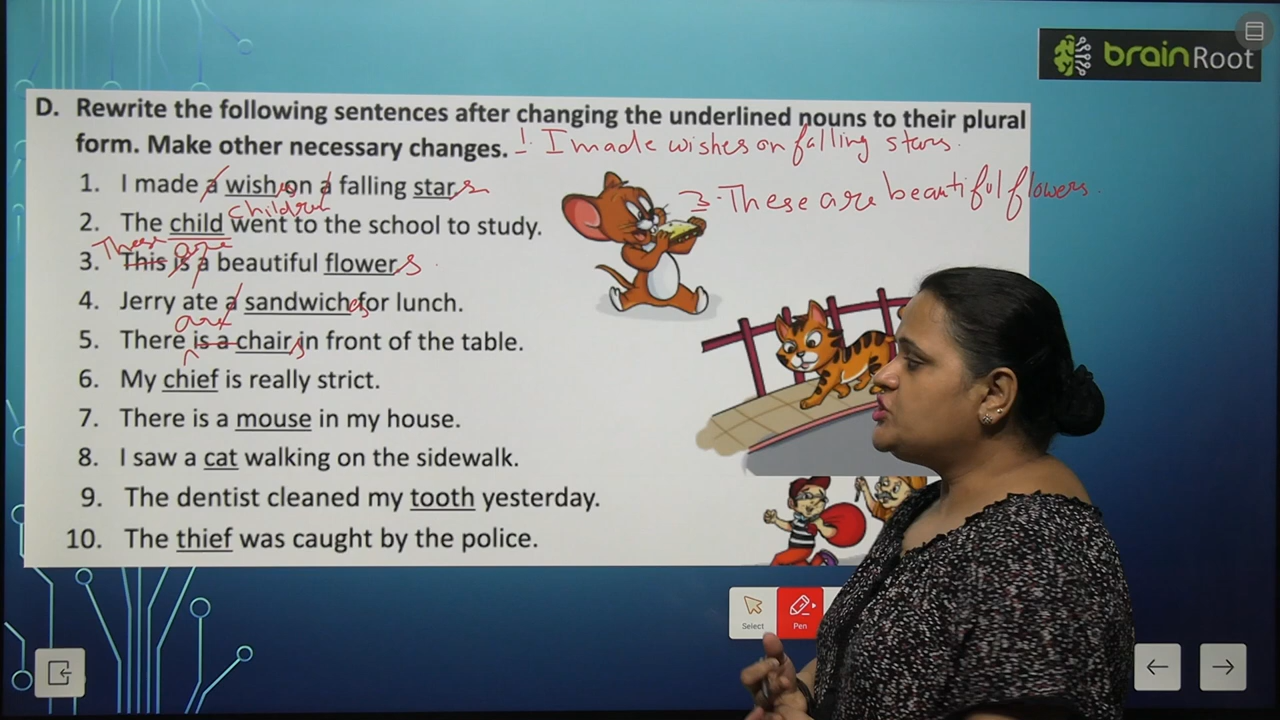 brainRoot
D. Rewrite the following sentences after changing the underlined nouns to their plural
form. Make other necessary changes.
1. I made wishes on falling stars.
1. I made a wish on a falling star s
children
3. These are beautiful flowers.
2. The child went to the school to study.
These are
3. This is a beautiful flower s
4. Jerry ate a sandwich es for lunch.
are
5. There is a chair s in front of the table.
6. My chief is really strict.
7. There is a mouse in my house.
8. I saw a cat walking on the sidewalk.
9. The dentist cleaned my tooth yesterday.
10. The thief was caught by the police.
Select
Pen